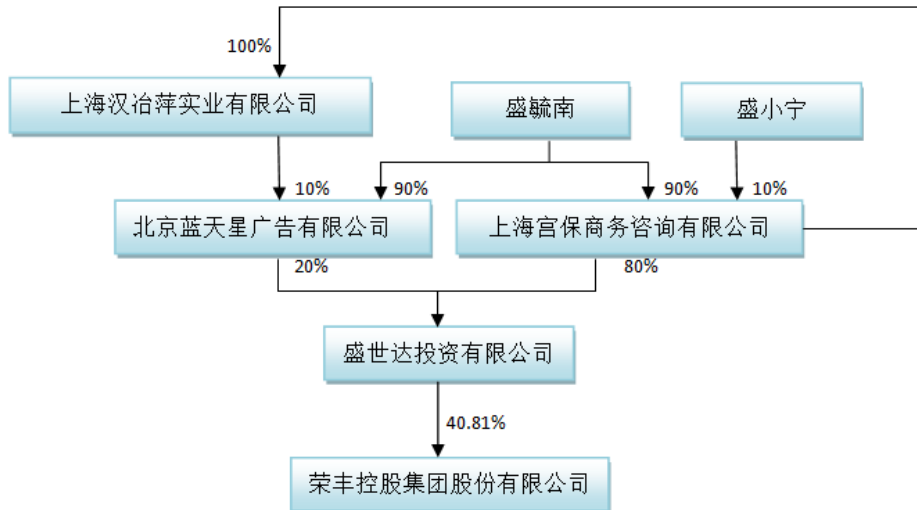 100%
上海汉冶萍实业有限公司
盛毓南
盛小宁
10%
90%
90%
10%
北京蓝天星广告有限公司
上海宫保商务咨询有限公司
20%
80%
盛世达投资有限公司
40.81%
荣丰控股集团股份有限公司